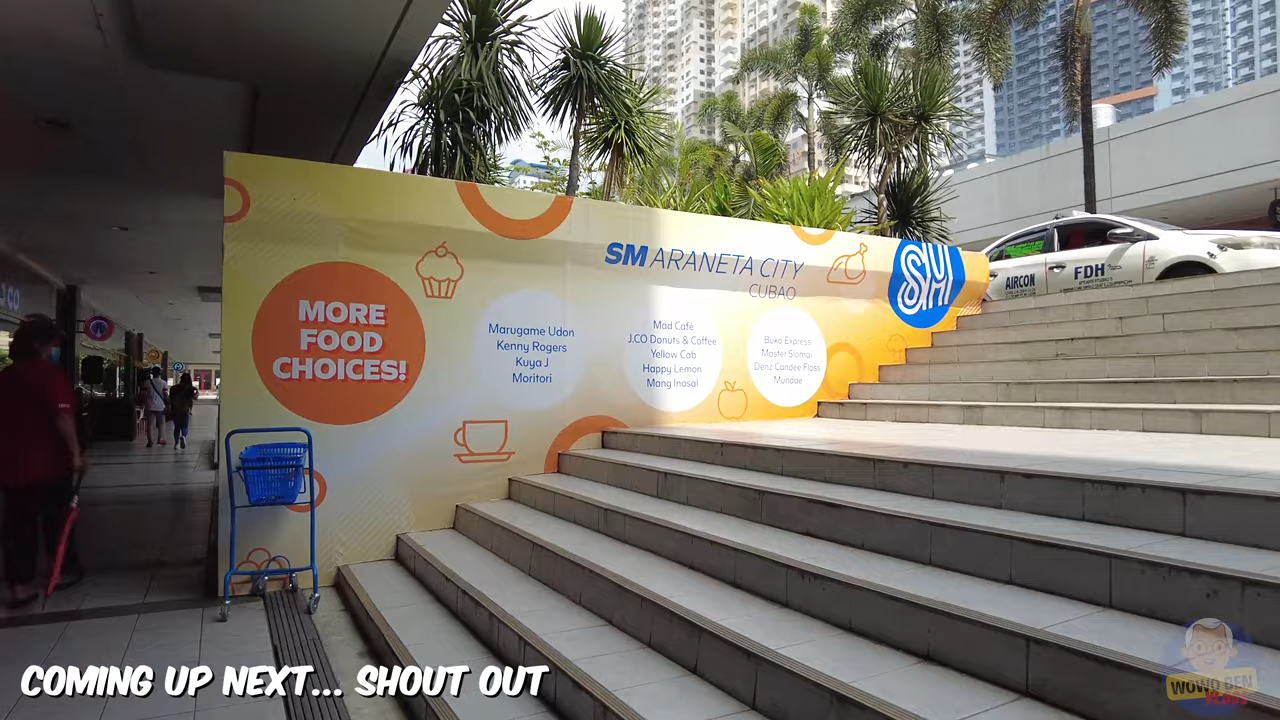 MORE
FOOD
CHOICES!
SM ARANETA CITY
CUBAO
SM
Marugame Udon
Kenny Rogers
Kuya J
Moritori
Mad Café
J.CO Donuts & Coffee
Yellow Cab
Happy Lemon
Mang Inasal
Buko Express
Master Siomai
Denz Candee Floss
Mundae
AIRCON
FDH
COMING UP NEXT... SHOUT OUT
WOWO BEN
VLOGS